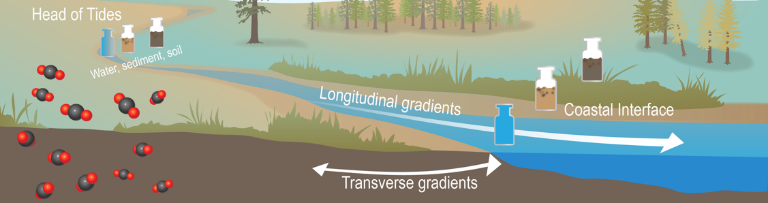 Head of Tides
Water, sediment, soil
Longitudinal gradients
Coastal Interface
Transverse gradients